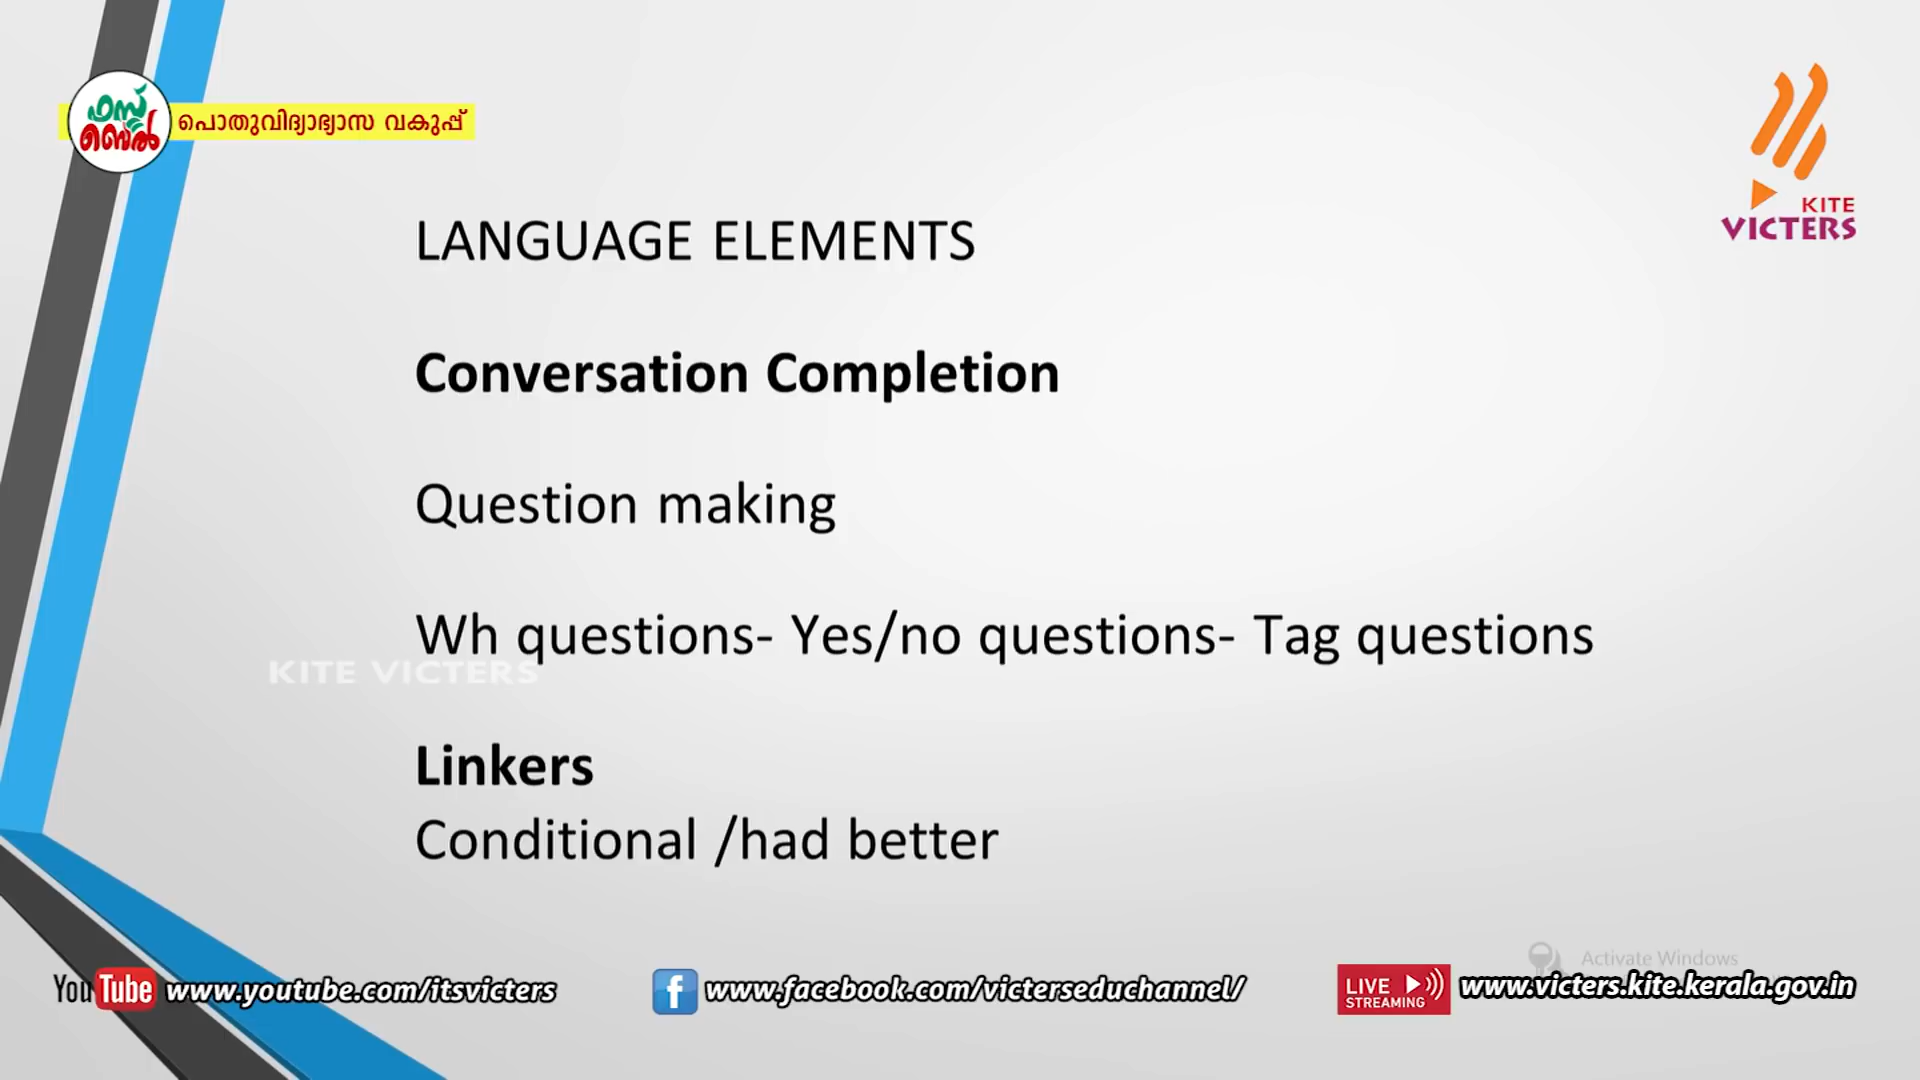 ഫസ്റ്റ്
ബെൽ
പൊതുവിദ്യാഭ്യാസ വകുപ്പ്
KITE
VICTERS
LANGUAGE ELEMENTS
Conversation Completion
Question making
Wh questions- Yes/no questions- Tag questions
KITE VICTERS
Linkers
Conditional /had better
Activate Windows
YouTube www.youtube.com/itsvicters
f www.facebook.com/victerseduchannel/
LIVE
STREAMING
www.victers.kite.kerala.gov.in